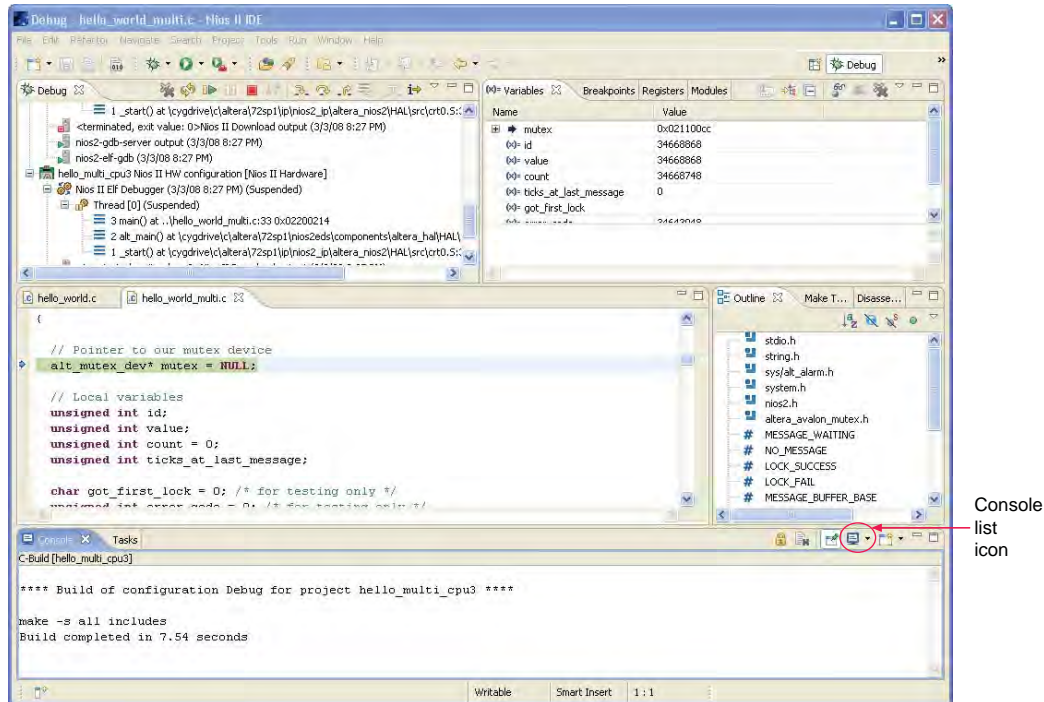 Debug - hello_world_multi.c - Nios II IDE
File Edit Refactor Navigate Search Project Tools Run Window Help
Debug
»
Debug
1 _start() at \cygdrive\c\altera\72sp1\ip\nios2_ip\altera_nios2\HAL\src\crt0.S:
<terminated, exit value: 0>Nios II Download output (3/3/08 8:27 PM)
nios2-gdb-server output (3/3/08 8:27 PM)
nios2-elf-gdb (3/3/08 8:27 PM)
hello_multi_cpu3 Nios II HW configuration [Nios II Hardware]
Nios II Elf Debugger (3/3/08 8:27 PM) (Suspended)
Thread [0] (Suspended)
3 main() at ..\hello_world_multi.c:33 0x02200214
2 alt_main() at \cygdrive\c\altera\72sp1\nios2eds\components\altera_hal\HAL\
1 _start() at \cygdrive\c\altera\72sp1\ip\nios2_ip\altera_nios2\HAL\src\crt0.S:
(x)= Variables Breakpoints Registers Modules
Name Value
mutex 0x021100cc
(x)= id 34668868
(x)= value 34668868
(x)= count 34668748
(x)= ticks_at_last_message 0
(x)= got_first_lock
(x)= error_code 34643048
hello_world.c hello_world_multi.c
{
// Pointer to our mutex device
alt_mutex_dev* mutex = NULL;
// Local variables
unsigned int id;
unsigned int value;
unsigned int count = 0;
unsigned int ticks_at_last_message;
char got_first_lock = 0; /* for testing only */
unsigned int error_code = 0; /* for testing only */
Outline Make T... Disasse...
stdio.h
string.h
sys/alt_alarm.h
system.h
nios2.h
altera_avalon_mutex.h
# MESSAGE_WAITING
# NO_MESSAGE
# LOCK_SUCCESS
# LOCK_FAIL
# MESSAGE_BUFFER_BASE
Console
list
icon
Console Tasks
C-Build [hello_multi_cpu3]
**** Build of configuration Debug for project hello_multi_cpu3 ****
make -s all includes
Build completed in 7.54 seconds
Writable Smart Insert 1 : 1